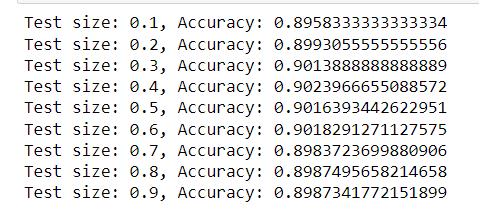 Test size: 0.1, Accuracy: 0.8958333333333334
Test size: 0.2, Accuracy: 0.8993055555555556
Test size: 0.3, Accuracy: 0.9013888888888889
Test size: 0.4, Accuracy: 0.9023966655088572
Test size: 0.5, Accuracy: 0.9016393442622951
Test size: 0.6, Accuracy: 0.9018291271127575
Test size: 0.7, Accuracy: 0.8983723699880906
Test size: 0.8, Accuracy: 0.8987495658214658
Test size: 0.9, Accuracy: 0.8987341772151899